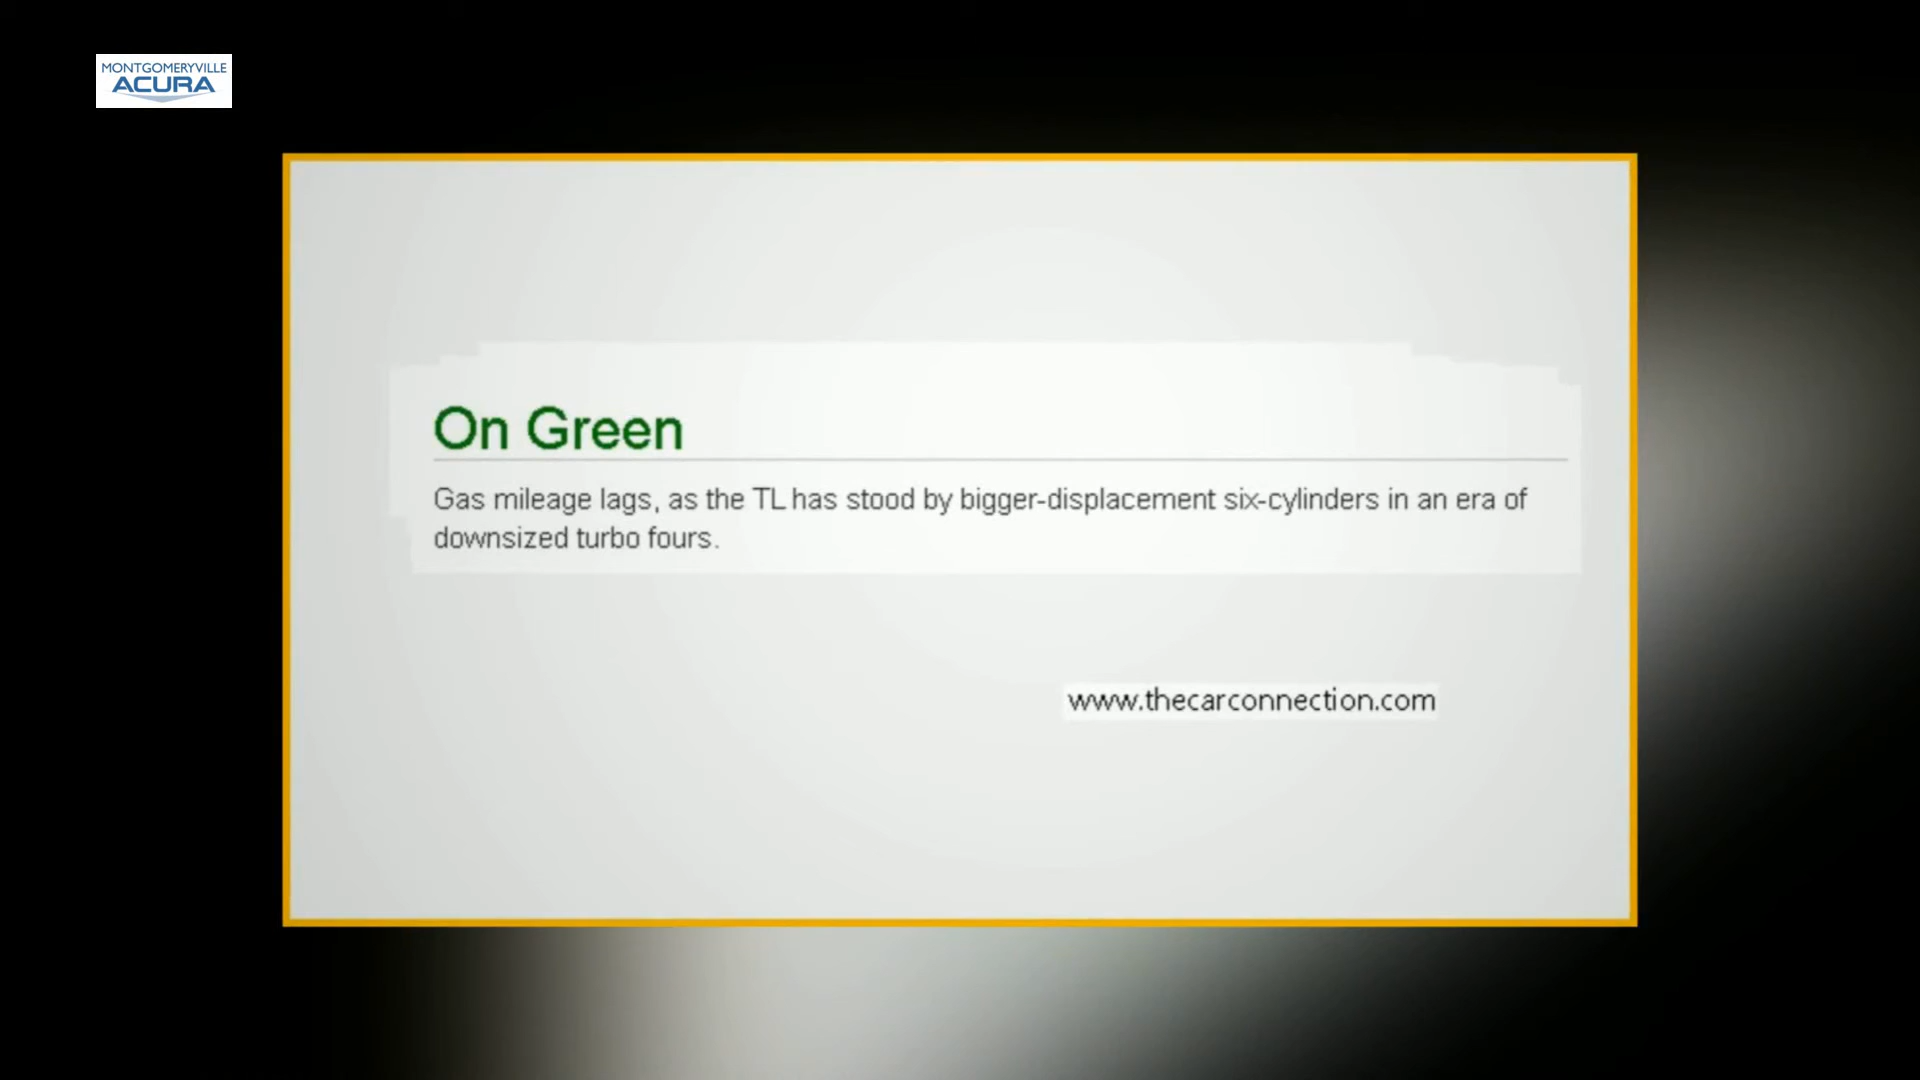 MONTGOMERYVILLE
ACURA
On Green
Gas mileage lags, as the TL has stood by bigger-displacement six-cylinders in an era of
downsized turbo fours.
www.thecarconnection.com